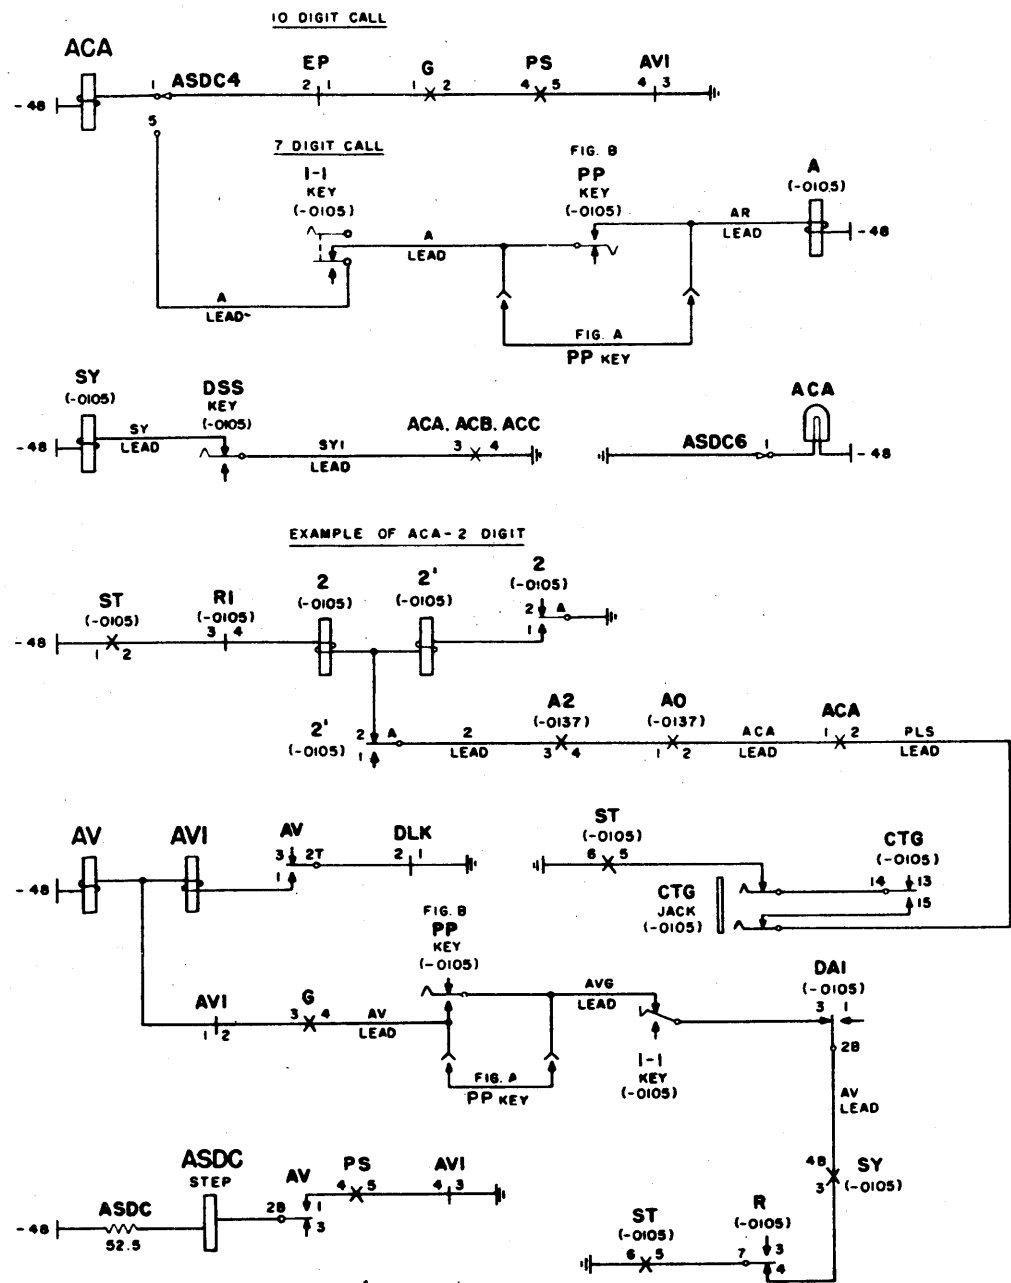 10 DIGIT CALL
ACA
-48
1
ASDC4
EP
2 1
G
1 2
PS
4 5
AVI
4 3
5
7 DIGIT CALL
1-1
KEY
(-0105)
FIG. B
PP
KEY
(-0105)
A
(-0105)
AR
LEAD
-48
A
LEAD
A
LEAD
FIG. A
PP KEY
SY
(-0105)
-48
SY
LEAD
DSS
KEY
(-0105)
SYI
LEAD
ACA. ACB. ACC
3 4
ASDC6
1
ACA
-48
EXAMPLE OF ACA-2 DIGIT
ST
(-0105)
-48
1 2
RI
(-0105)
3 4
2
(-0105)
2'
(-0105)
2
(-0105)
2 A
1
2'
(-0105)
2 A
1
2
LEAD
A2
(-0137)
3 4
AO
(-0137)
1 2
ACA
LEAD
ACA
1 2
PLS
LEAD
AV
-48
AVI
AV
3 2T
1
DLK
2 1
ST
(-0105)
6 5
CTG
(-0105)
14 13
15
CTG
JACK
(-0105)
FIG. B
PP
KEY
(-0105)
AVI
1 2
G
3 4
AV
LEAD
AVG
LEAD
FIG. A
PP KEY
1-1
KEY
(-0105)
DAI
(-0105)
3 1
2B
AV
LEAD
4B
3
SY
(-0105)
ASDC
STEP
-48
ASDC
52.5
AV
2B 1
3
PS
4 5
AVI
4 3
ST
(-0105)
6 5
R
(-0105)
7 3
4